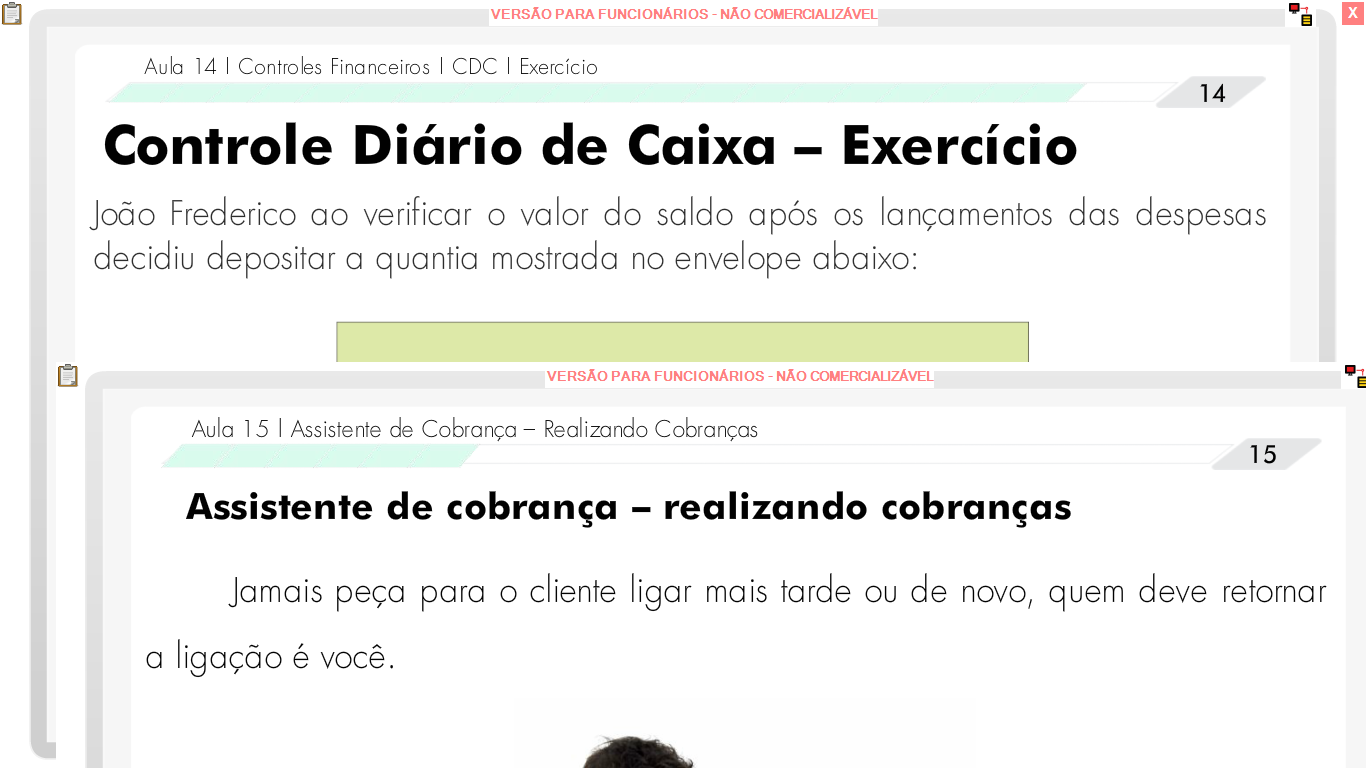 VERSÃO PARA FUNCIONÁRIOS - NÃO COMERCIALIZÁVEL
X
Aula 14 | Controles Financeiros | CDC | Exercício
14
Controle Diário de Caixa – Exercício
João Frederico ao verificar o valor do saldo após os lançamentos das despesas
decidiu depositar a quantia mostrada no envelope abaixo:
VERSÃO PARA FUNCIONÁRIOS - NÃO COMERCIALIZÁVEL
Aula 15 | Assistente de Cobrança – Realizando Cobranças
15
Assistente de cobrança – realizando cobranças
Jamais peça para o cliente ligar mais tarde ou de novo, quem deve retornar
a ligação é você.